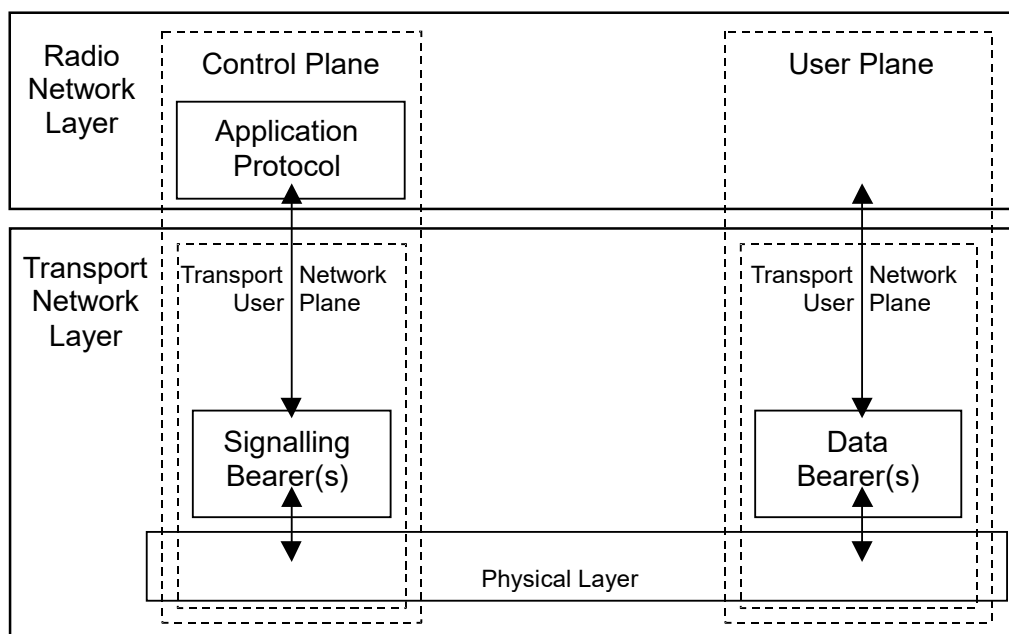 Radio
Network
Layer
Control Plane
User Plane
Application
Protocol
Transport
Network
Layer
Transport Network
User Plane
Transport Network
User Plane
Signalling
Bearer(s)
Data
Bearer(s)
Physical Layer